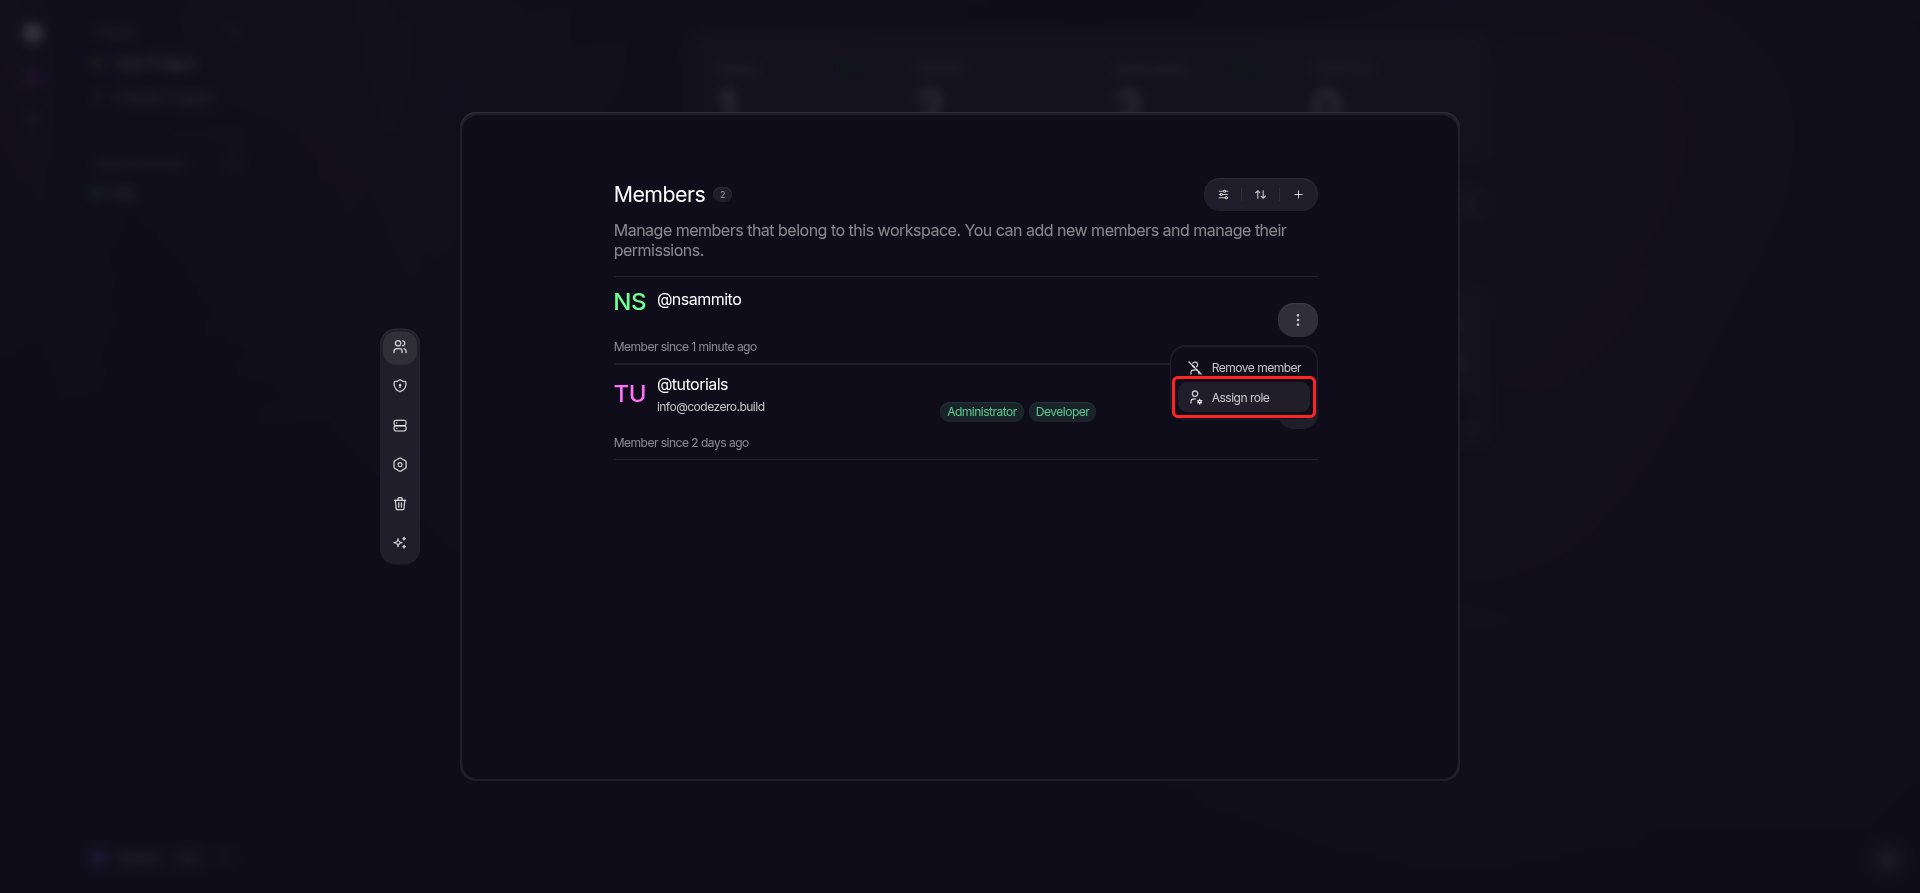 Members 2
Manage members that belong to this workspace. You can add new members and manage their
permissions.
NS @nsammito
Member since 1 minute ago
Remove member
Assign role
TU @tutorials
info@codezero.build
Administrator Developer
Member since 2 days ago